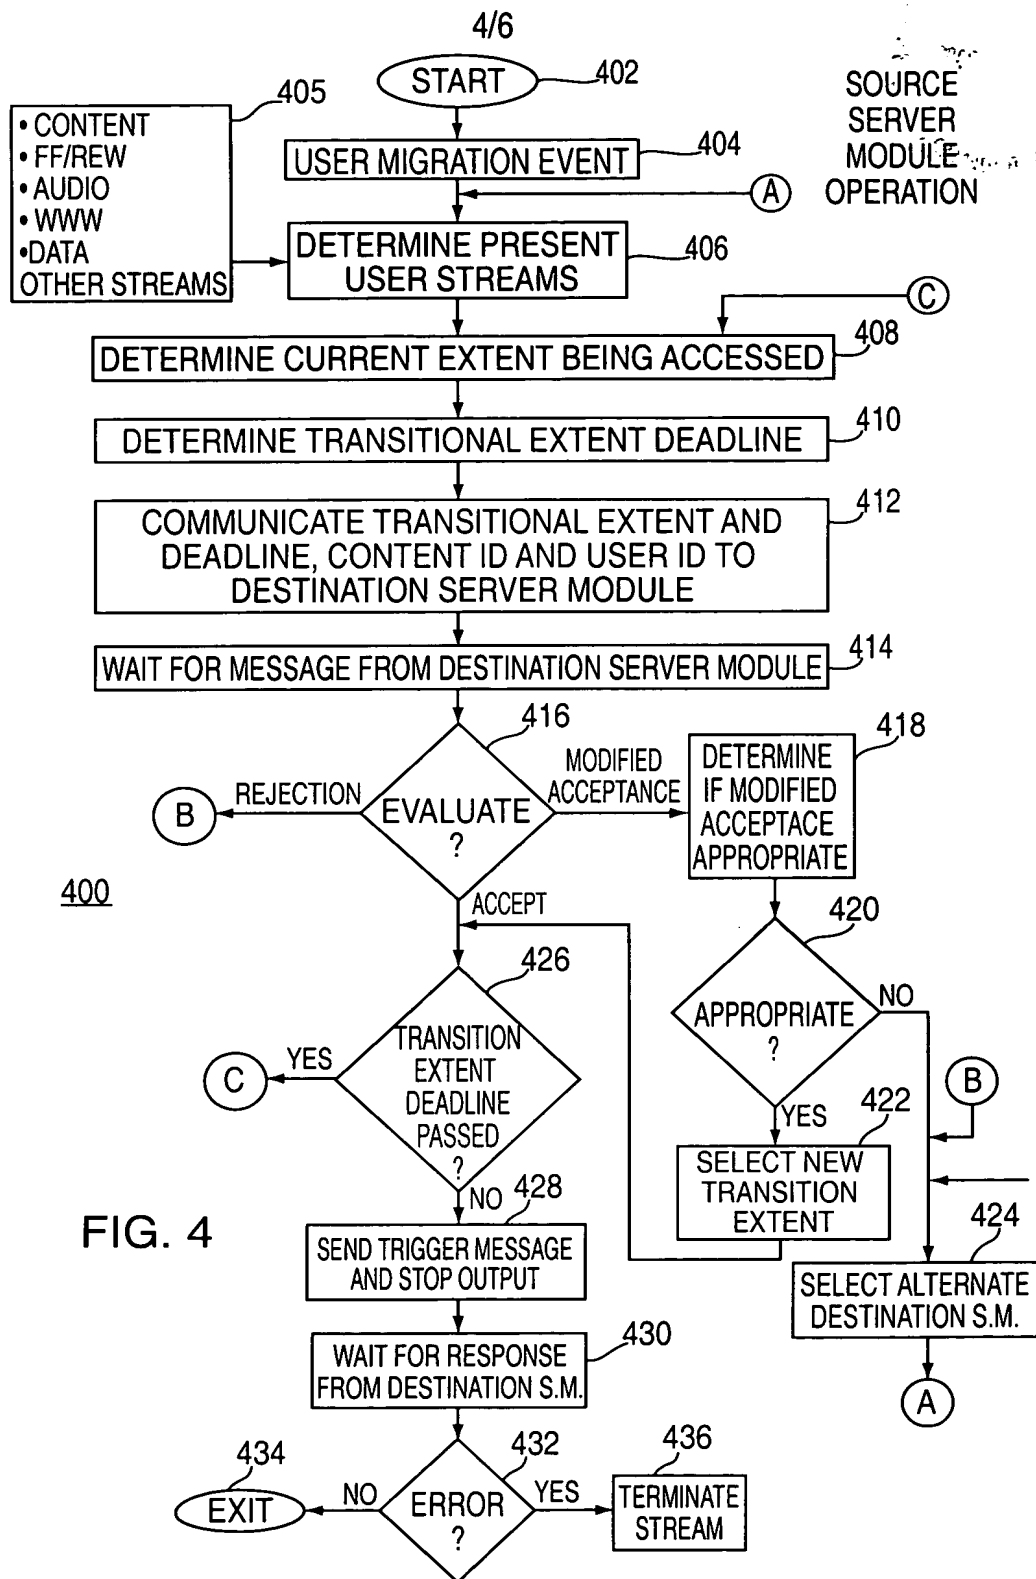 4/6
START
402
SOURCE
SERVER
MODULE
OPERATION
405
• CONTENT
• FF/REW
• AUDIO
• WWW
•DATA
OTHER STREAMS
USER MIGRATION EVENT
404
A
DETERMINE PRESENT
USER STREAMS
406
C
DETERMINE CURRENT EXTENT BEING ACCESSED
408
DETERMINE TRANSITIONAL EXTENT DEADLINE
410
COMMUNICATE TRANSITIONAL EXTENT AND
DEADLINE, CONTENT ID AND USER ID TO
DESTINATION SERVER MODULE
412
WAIT FOR MESSAGE FROM DESTINATION SERVER MODULE
414
416
EVALUATE
?
REJECTION
B
MODIFIED
ACCEPTANCE
418
DETERMINE
IF MODIFIED
ACCEPTACE
APPROPRIATE
400
ACCEPT
420
APPROPRIATE
?
NO
YES
B
426
TRANSITION
EXTENT
DEADLINE
PASSED
?
YES
C
NO
422
SELECT NEW
TRANSITION
EXTENT
424
SELECT ALTERNATE
DESTINATION S.M.
A
FIG. 4
428
SEND TRIGGER MESSAGE
AND STOP OUTPUT
430
WAIT FOR RESPONSE
FROM DESTINATION S.M.
432
ERROR
?
NO
434
EXIT
YES
436
TERMINATE
STREAM